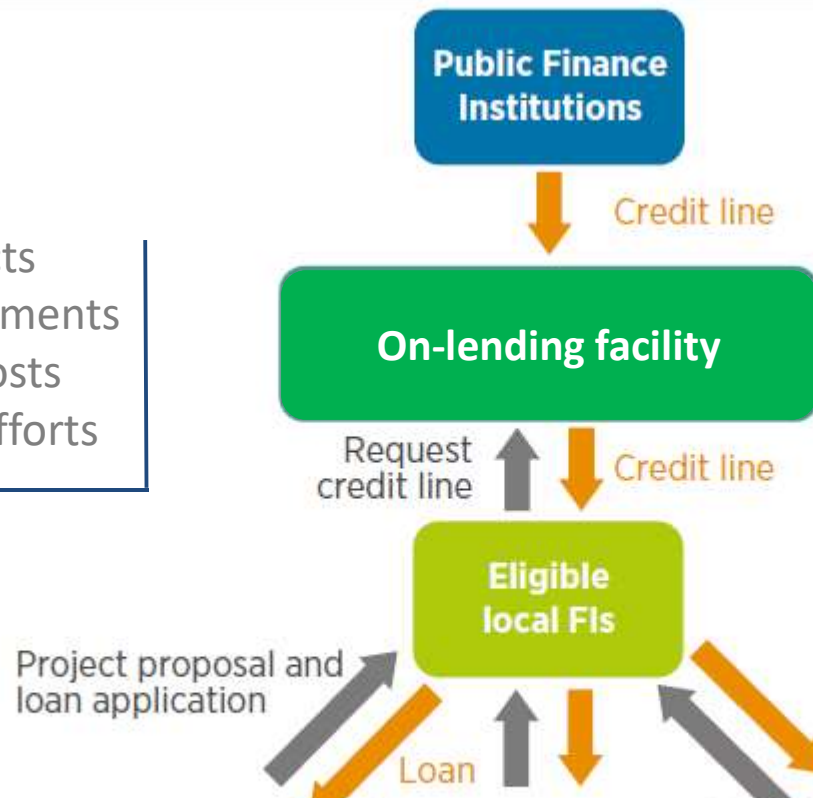 Public Finance
Institutions
Credit line
On-lending facility
Request
credit line
Credit line
Eligible
local FIs
Project proposal and
loan application
Loan